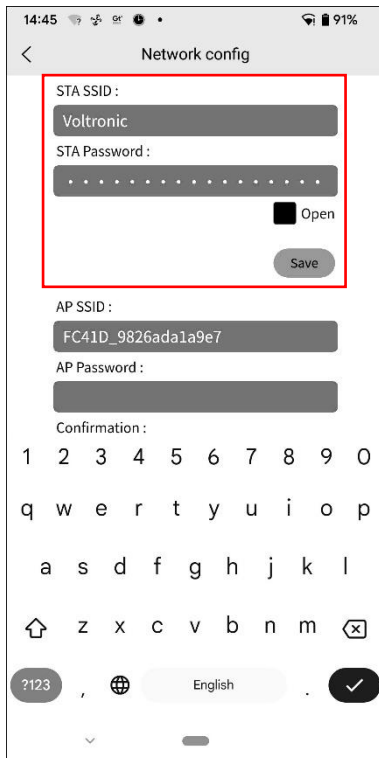 14:45 91%
Network config
STA SSID :
Voltronic
STA Password :
Open
Save
AP SSID :
FC41D_9826ada1a9e7
AP Password :
Confirmation :
1 2 3 4 5 6 7 8 9 0
q w e r t y u i o p
a s d f g h j k l
z x c v b n m
?123 , English .